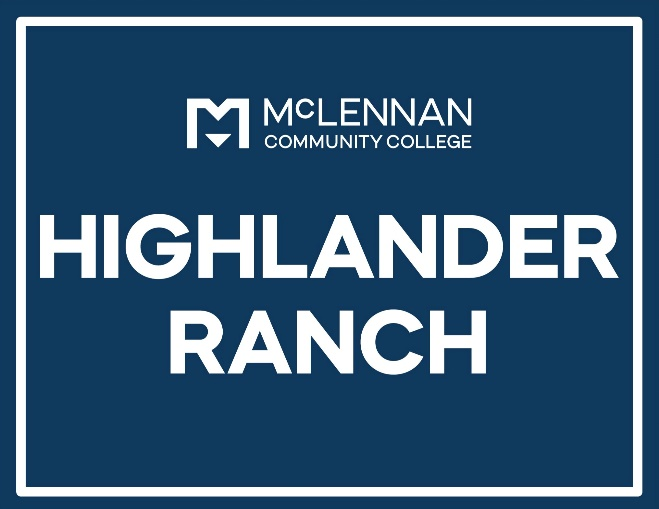 McLENNAN
COMMUNITY COLLEGE
HIGHLANDER
RANCH